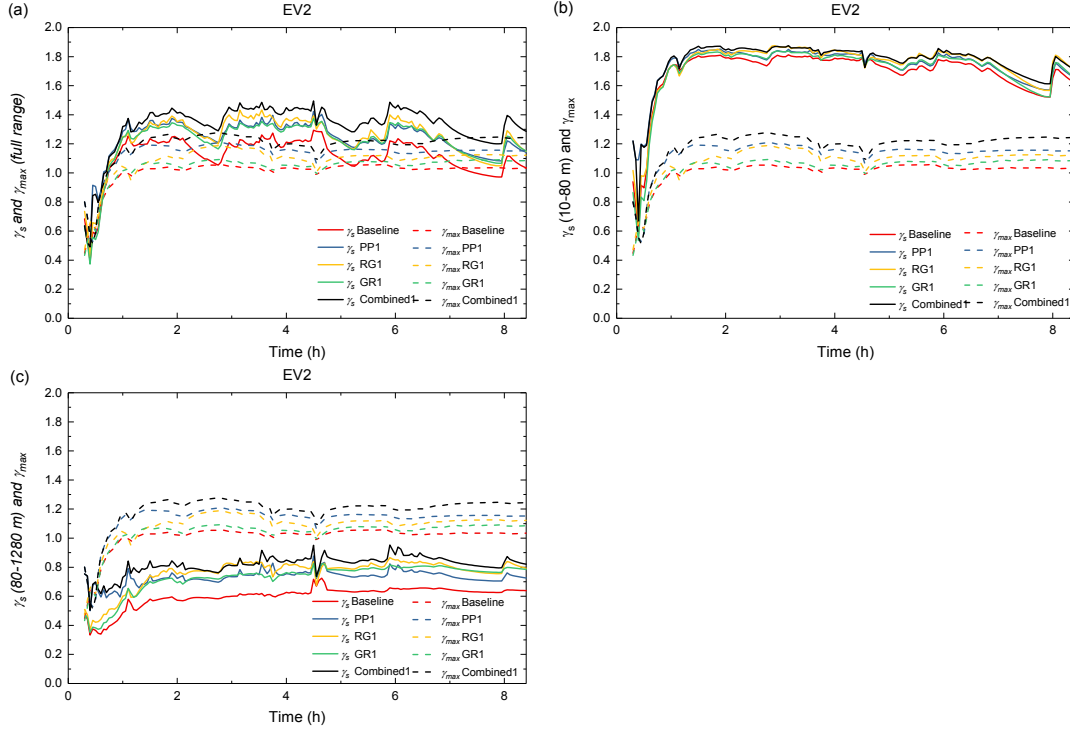 (a)
EV2
γs and γmax (full range)
2.0
1.8
1.6
1.4
1.2
1.0
0.8
0.6
0.4
0.2
0.0
γs Baseline
γs PP1
γs RG1
γs GR1
γs Combined1
γmax Baseline
γmax PP1
γmax RG1
γmax GR1
γmax Combined1
0 2 4 6 8
Time (h)
(b)
EV2
γs (10-80 m) and γmax
2.0
1.8
1.6
1.4
1.2
1.0
0.8
0.6
0.4
0.2
0.0
γs Baseline
γs PP1
γs RG1
γs GR1
γs Combined1
γmax Baseline
γmax PP1
γmax RG1
γmax GR1
γmax Combined1
0 2 4 6 8
Time (h)
(c)
EV2
γs (80-1280 m) and γmax
2.0
1.8
1.6
1.4
1.2
1.0
0.8
0.6
0.4
0.2
0.0
γs Baseline
γs PP1
γs RG1
γs GR1
γs Combined1
γmax Baseline
γmax PP1
γmax RG1
γmax GR1
γmax Combined1
0 2 4 6 8
Time (h)